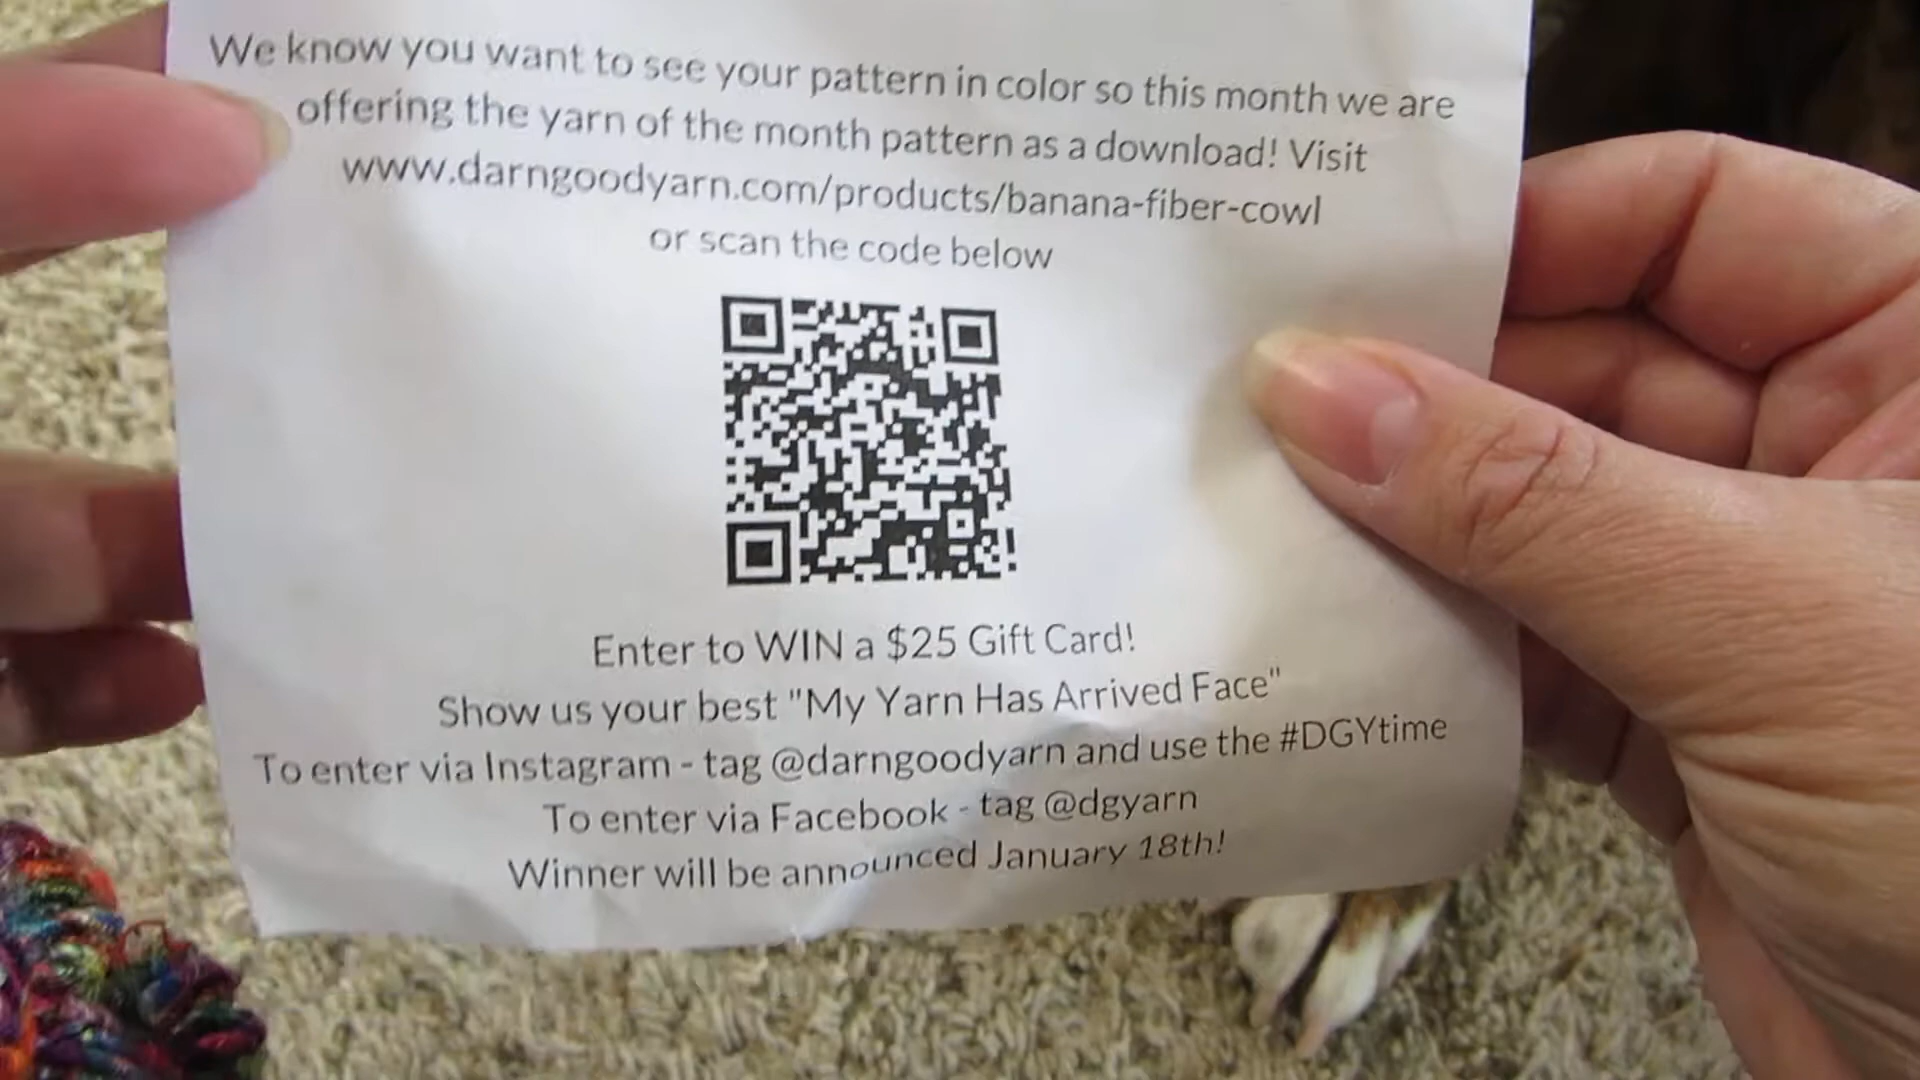 We know you want to see your pattern in color so this month we are
offering the yarn of the month pattern as a download! Visit
www.darngoodyarn.com/products/banana-fiber-cowl
or scan the code below
Enter to WIN a $25 Gift Card!
Show us your best "My Yarn Has Arrived Face"
To enter via Instagram - tag @darngoodyarn and use the #DGYtime
To enter via Facebook - tag @dgyarn
Winner will be announced January 18th!